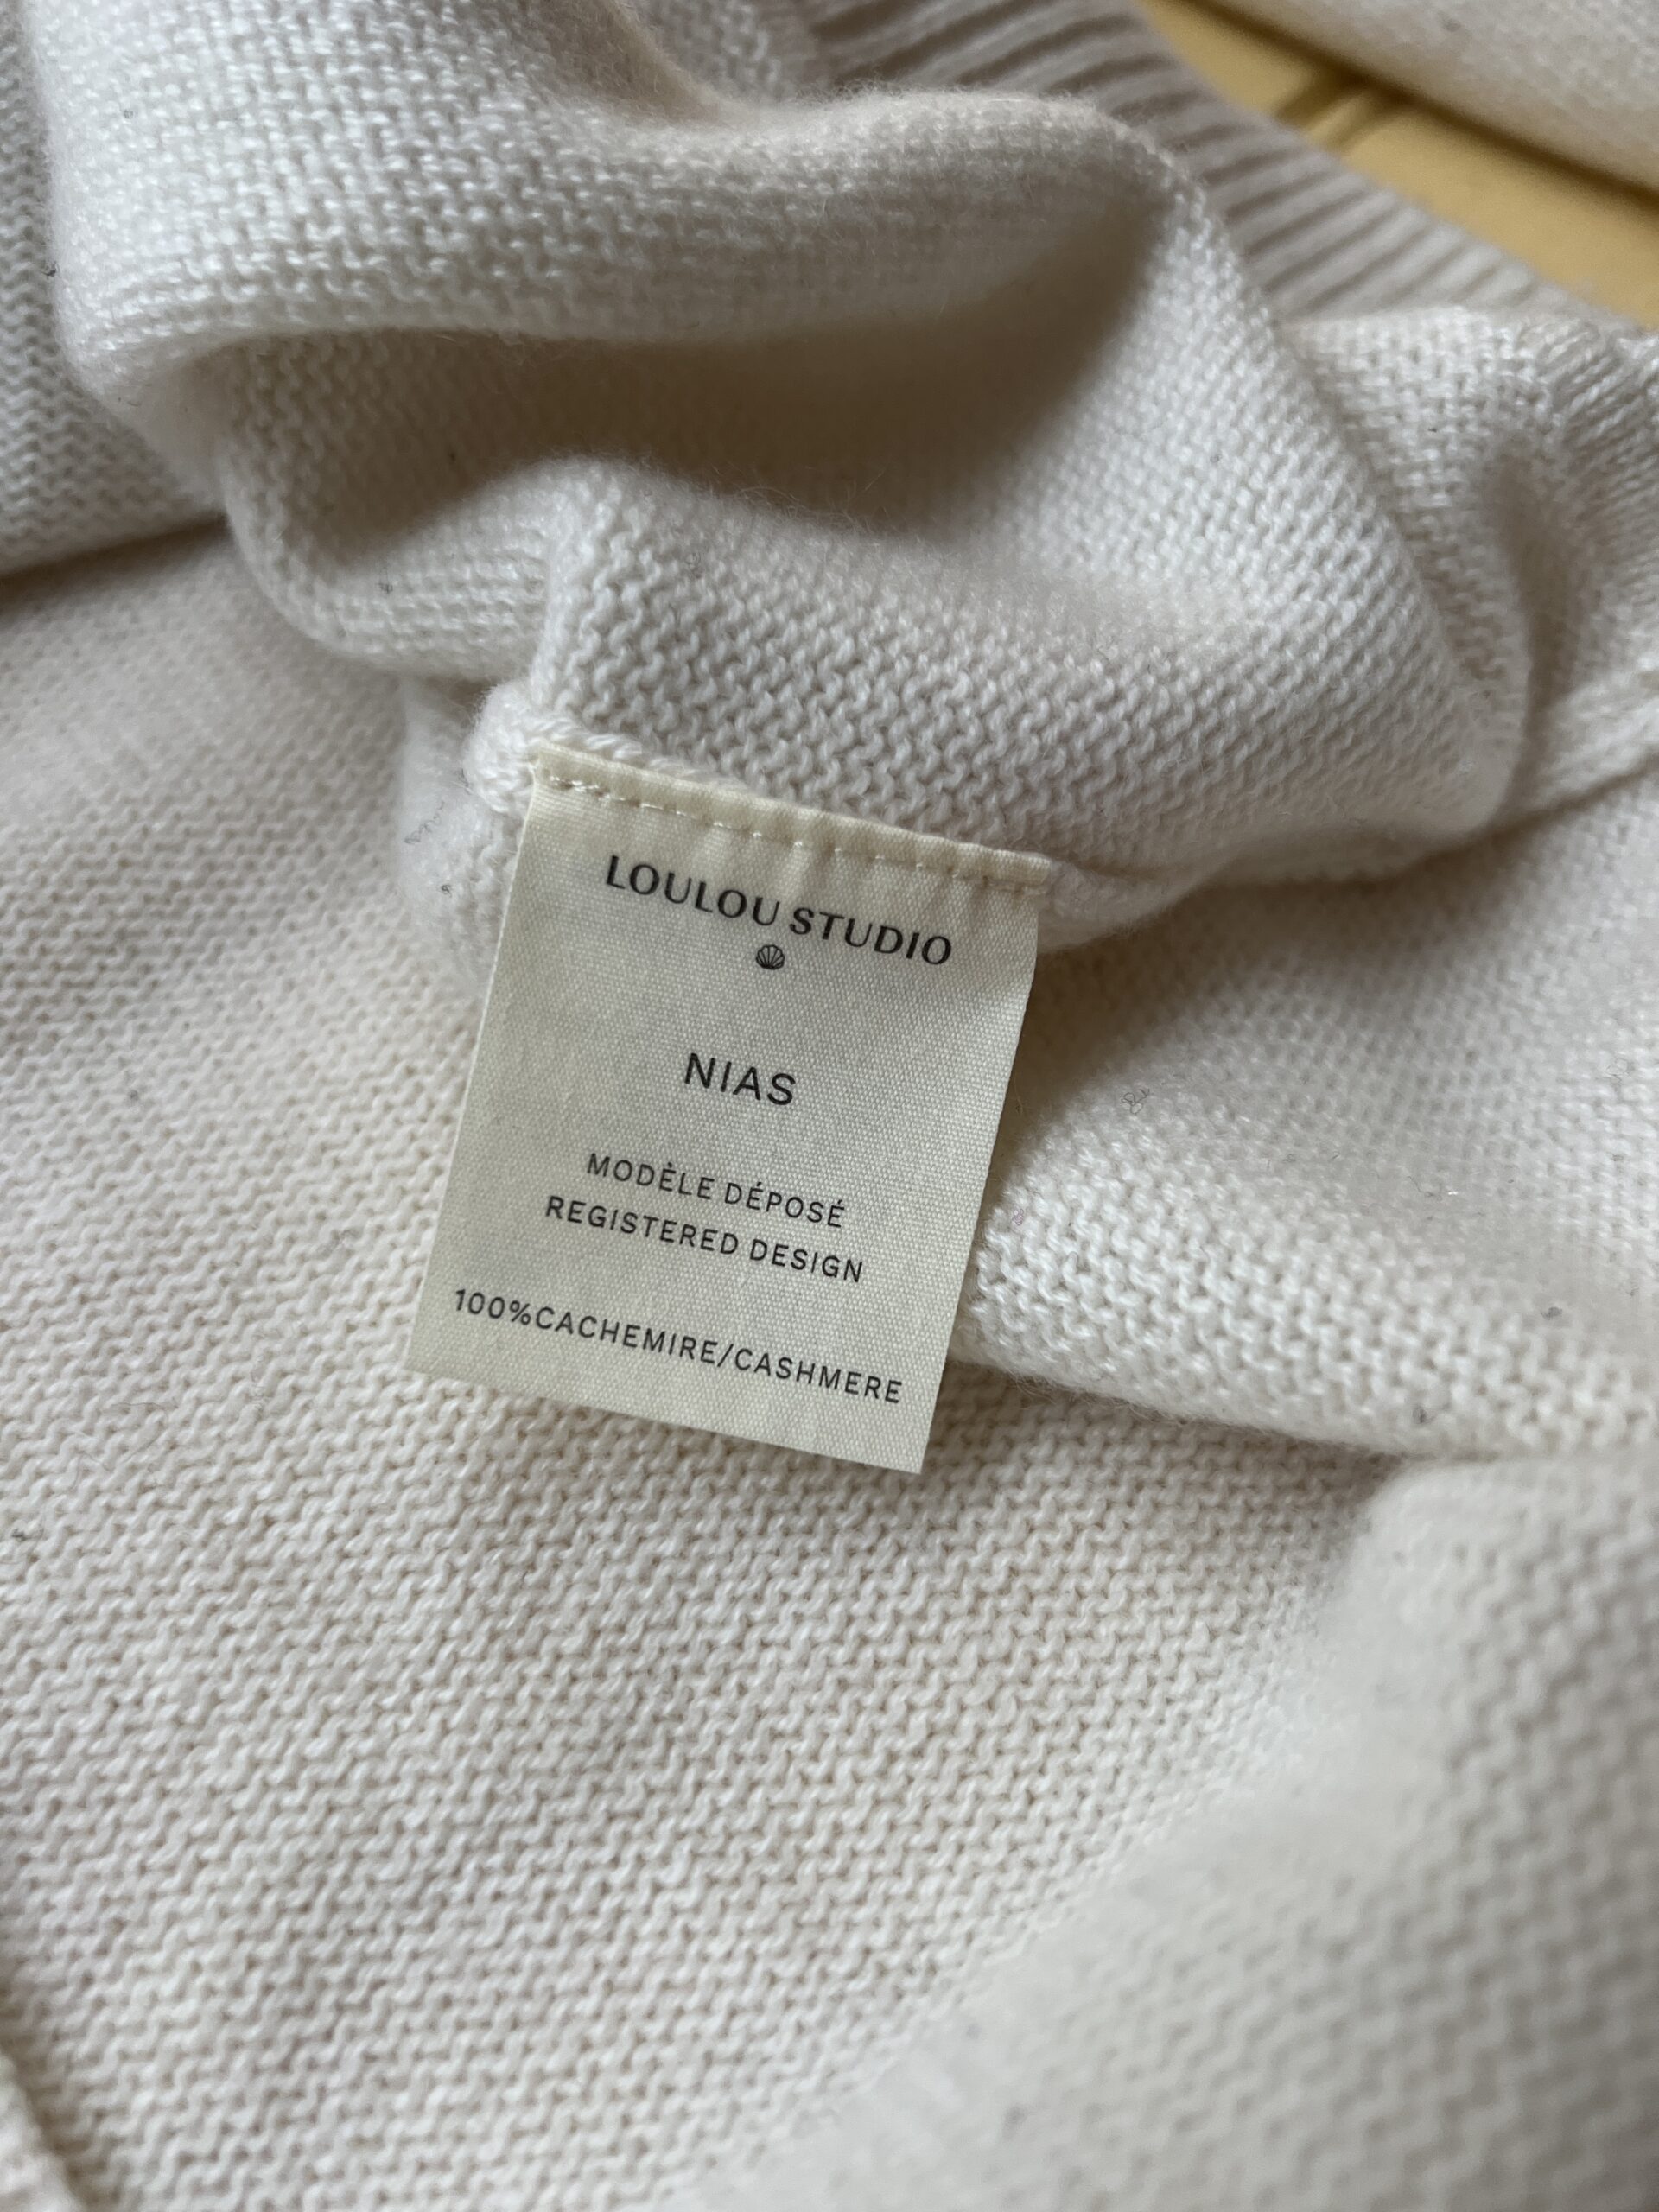 LOULOU STUDIO
NIAS
MODÈLE DÉPOSÉ
REGISTERED DESIGN
100%CACHEMIRE/CASHMERE